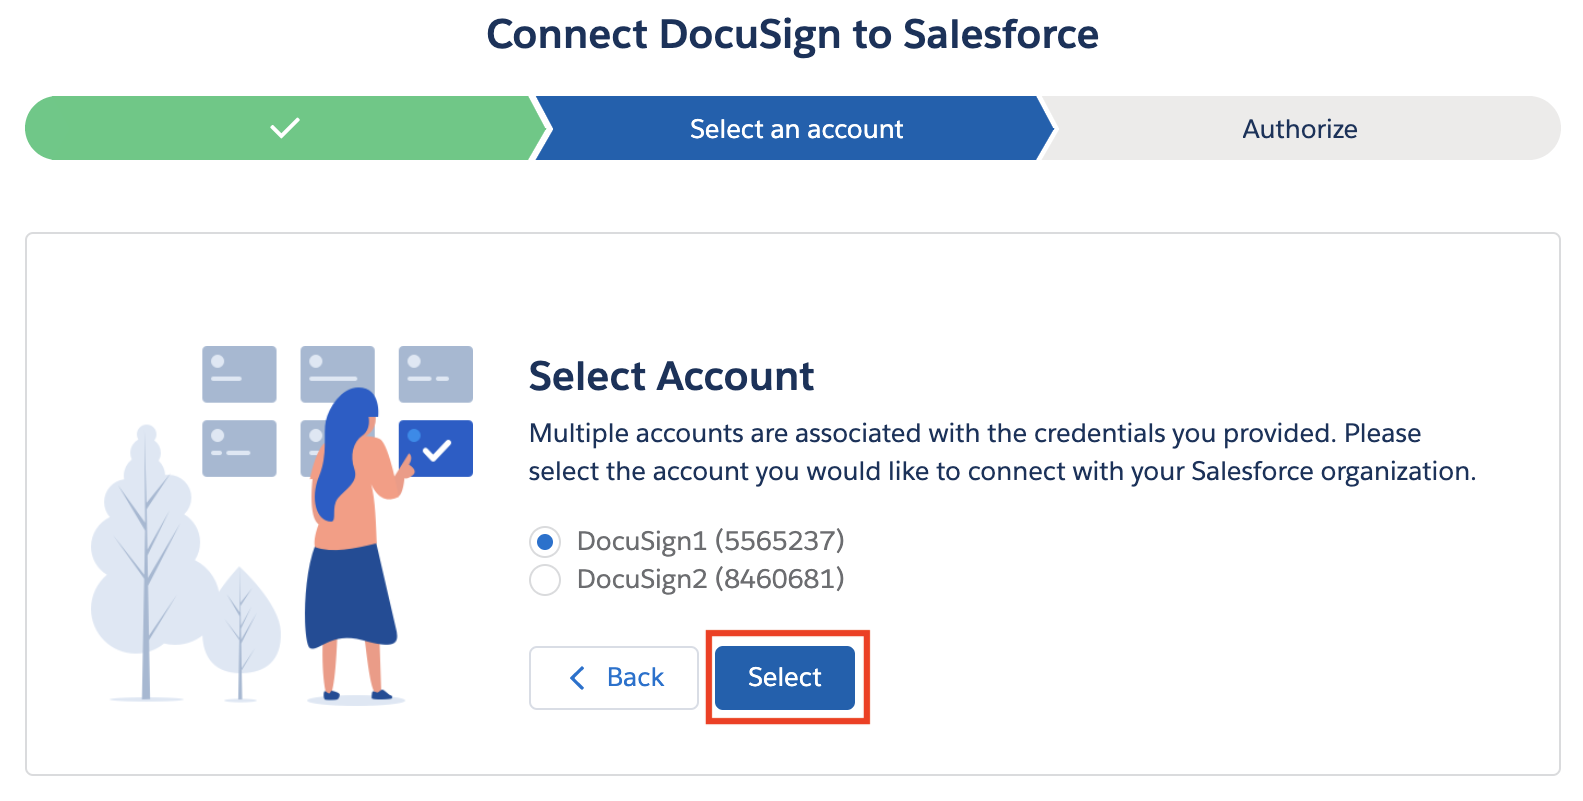 Connect DocuSign to Salesforce
Select an account
Authorize
Select Account
Multiple accounts are associated with the credentials you provided. Please
select the account you would like to connect with your Salesforce organization.
DocuSign1 (5565237)
DocuSign2 (8460681)
Back
Select